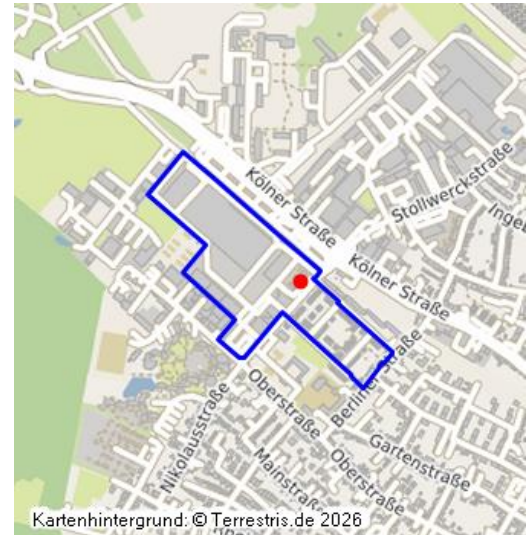 Kölner Straße
Stollwerckstraße
Kölner Straße
Berliner Straße
Oberstraße
Nikolausstraße
Gartenstraße
Oberstraße
Mainstraße
Kartenhintergrund: © Terrestris.de 2026